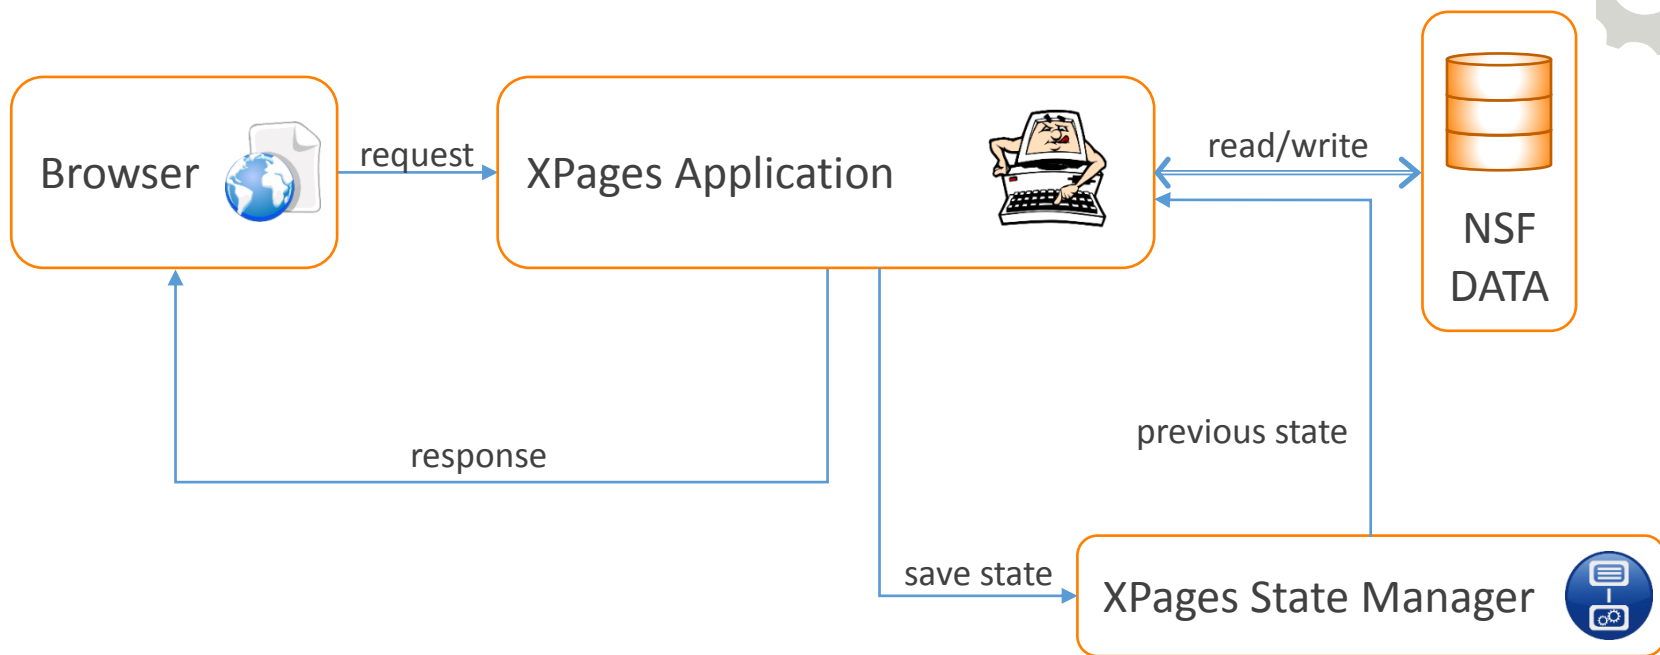 Browser
request
XPages Application
read/write
NSF
DATA
response
previous state
save state
XPages State Manager